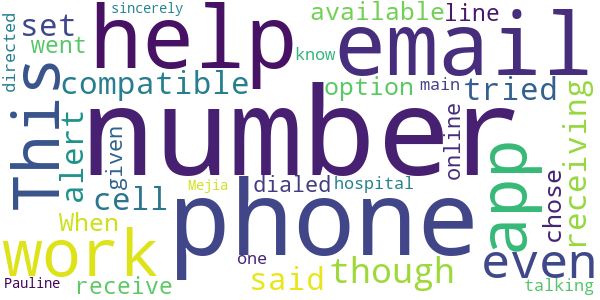 sincerely
available line
directed
set
help
email
went
know
compatible
option
main
tried
This
number
receiving
alert
given
online
app
chose
cell
Mejia
dialed
hospital
When
phone
work
one
even
said
though
Pauline
receive
talking